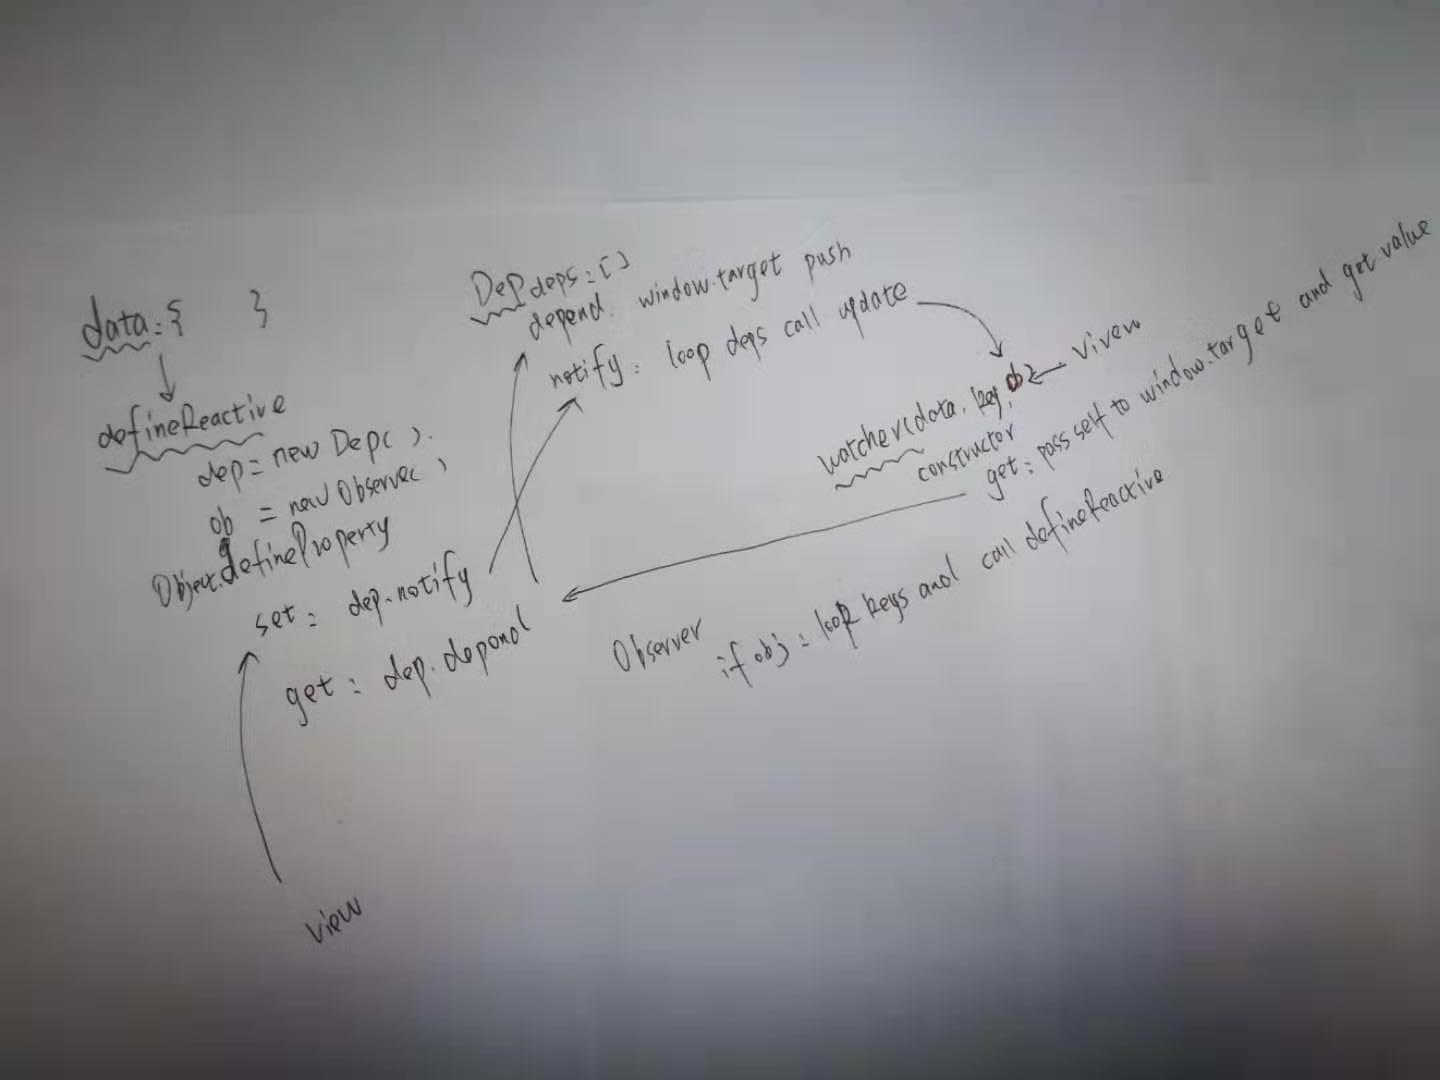 data:{ }
defineReactive
dep = new Dep( ).
ob = new Observer
Object.defineProperty
set: dep.notify
get: dep.depend
view
Dep deps:[]
depend: window.target push
notify: loop deps call update
watcher(data, key,
viven
constructor
get: pass self to window.target and get value
Observer
if obj: loop keys and call defineReactive